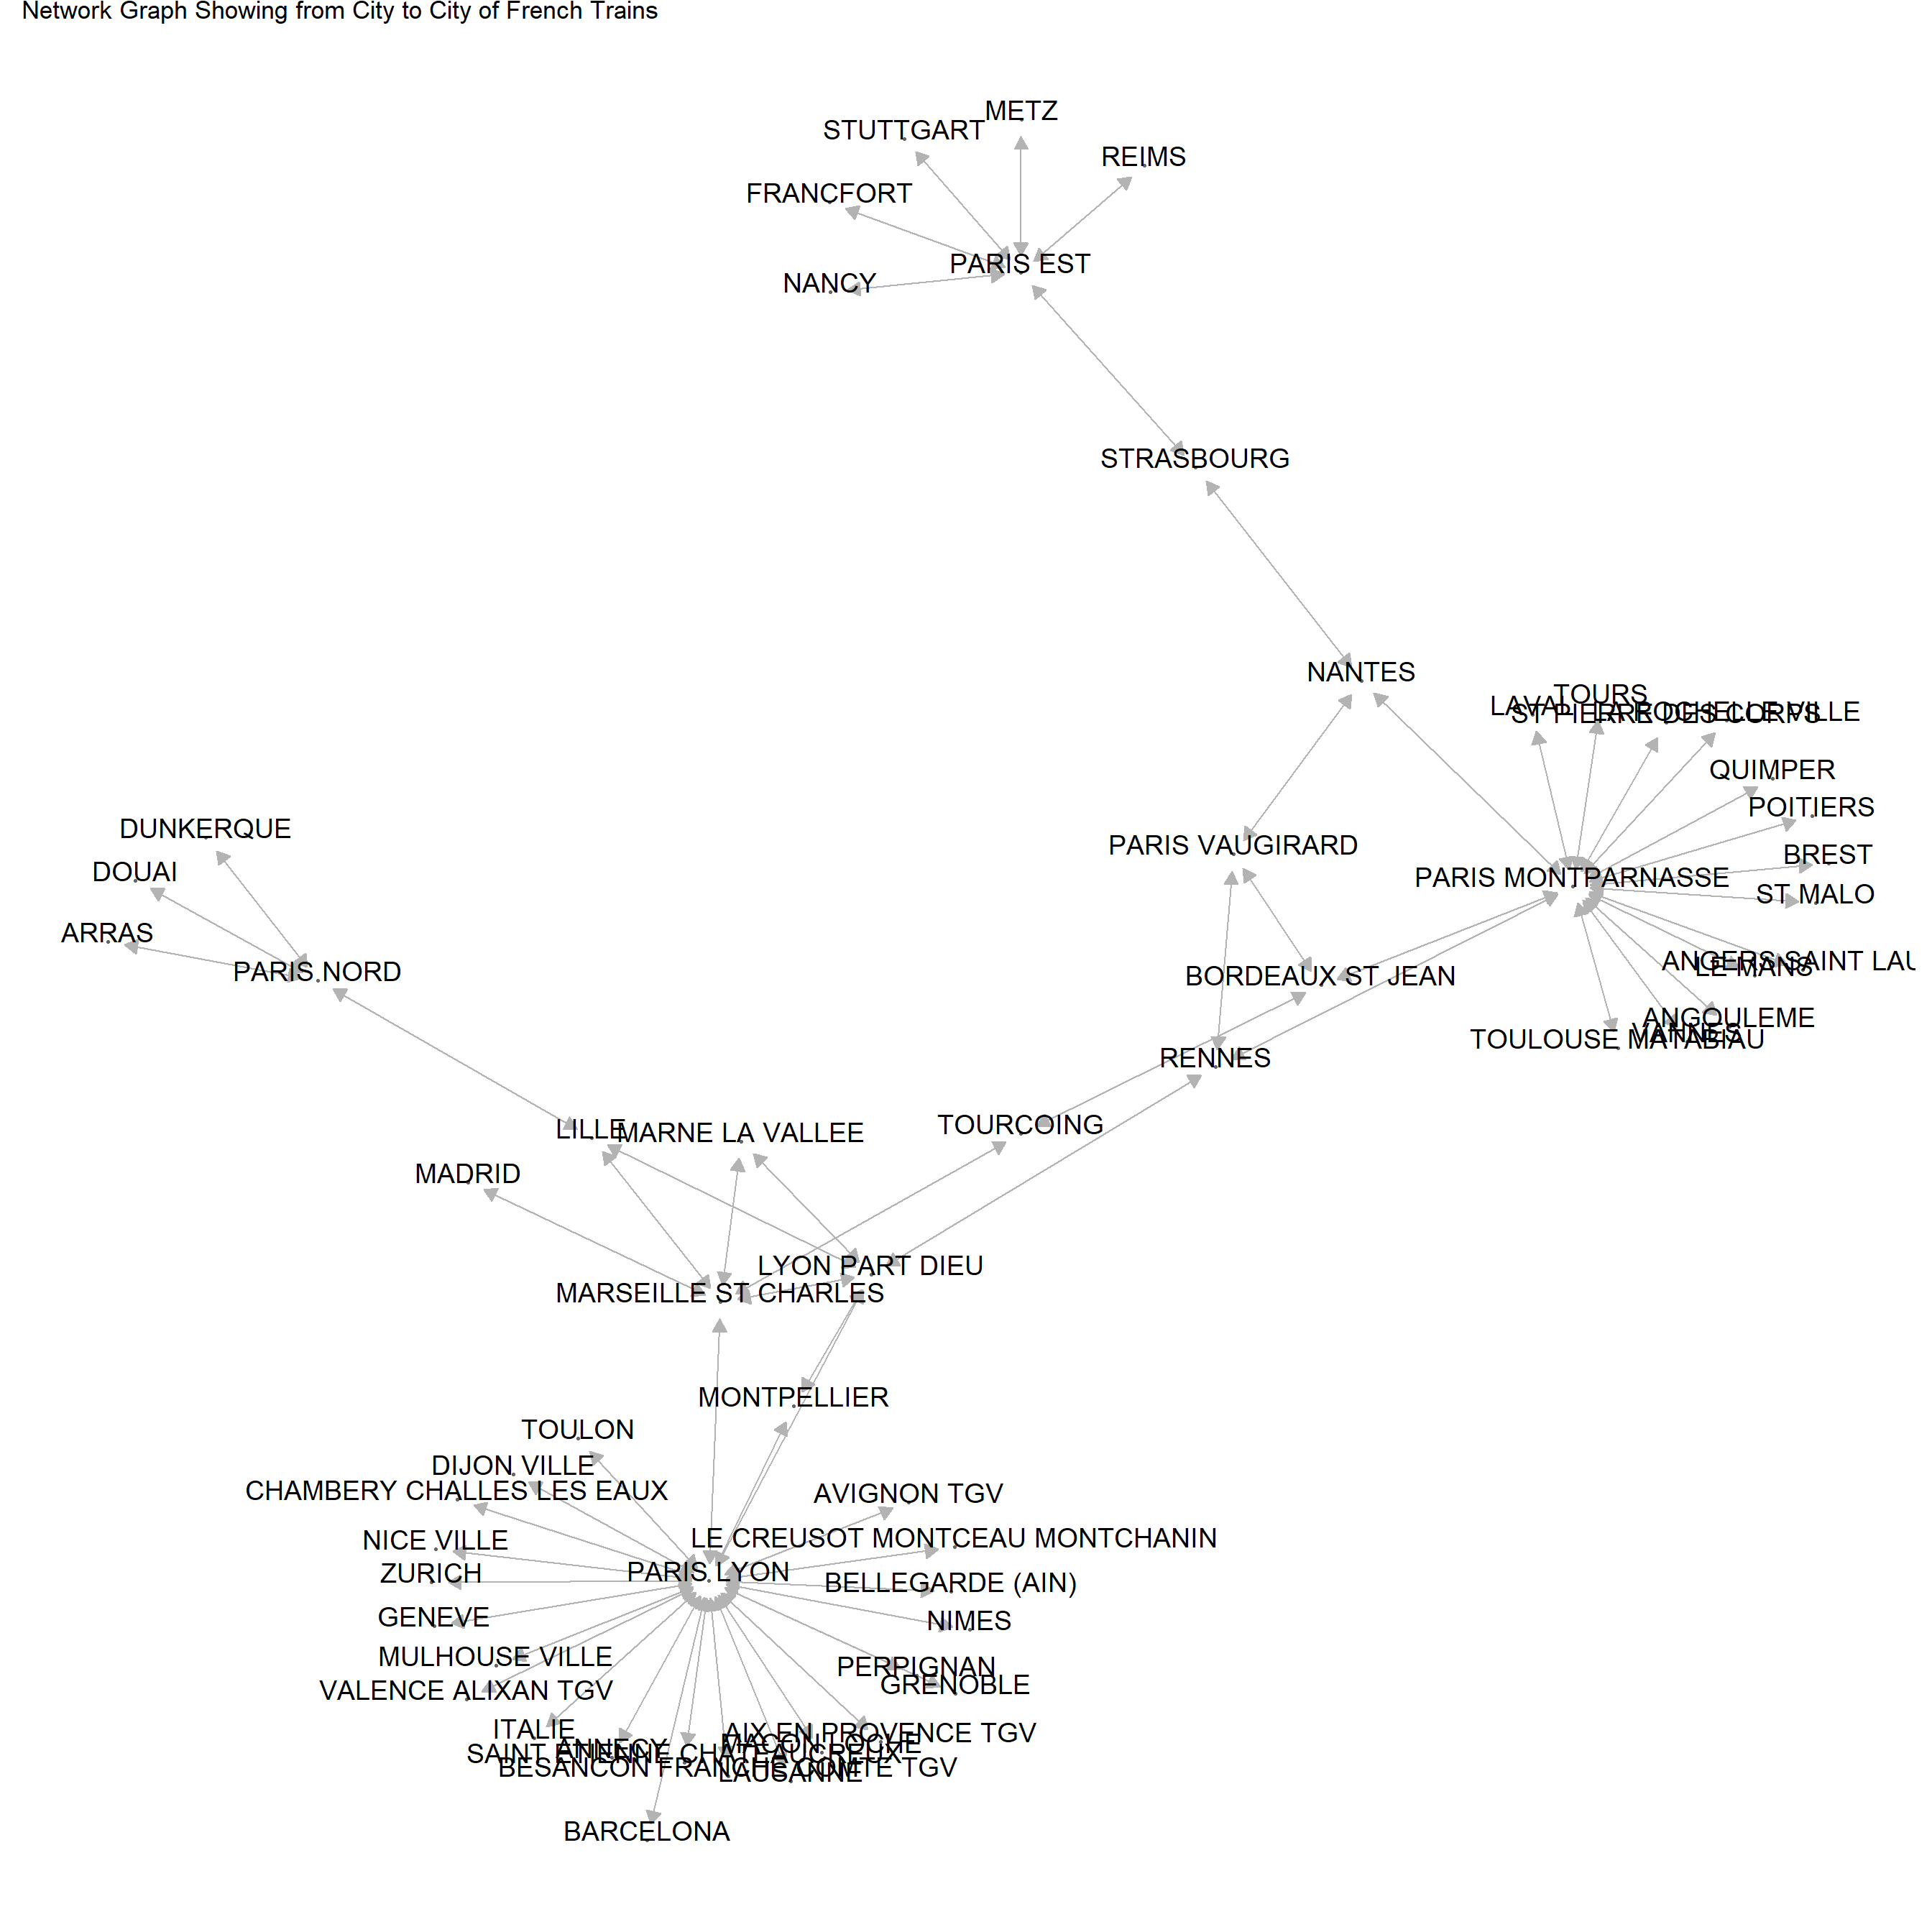 Network Graph Showing from City to City of French Trains
METZ
STUTTGART
REIMS
FRANCFORT
PARIS EST
NANCY
STRASBOURG
NANTES
TOURS
LAVAL
LA ROCHELLE VILLE
ST PIERRE DES CORPS
QUIMPER
POITIERS
DUNKERQUE
PARIS VAUGIRARD
BREST
DOUAI
PARIS MONTPARNASSE
ST MALO
ARRAS
ANGERS SAINT LAU
LE MANS
PARIS NORD
BORDEAUX ST JEAN
ANGOULEME
VANNES
TOULOUSE MATABIAU
RENNES
TOURCOING
LILLE
MARNE LA VALLEE
MADRID
LYON PART DIEU
MARSEILLE ST CHARLES
MONTPELLIER
TOULON
DIJON VILLE
CHAMBERY CHALLES LES EAUX
AVIGNON TGV
LE CREUSOT MONTCEAU MONTCHANIN
NICE VILLE
PARIS LYON
ZURICH
BELLEGARDE (AIN)
GENEVE
NIMES
MULHOUSE VILLE
PERPIGNAN
GRENOBLE
VALENCE ALIXAN TGV
ITALIE
AIX EN PROVENCE TGV
MACON LOCHE
ANNECY
SAINT ETIENNE CHATEAUCREUX
BESANCON FRANCHE COMTE TGV
LAUSANNE
BARCELONA